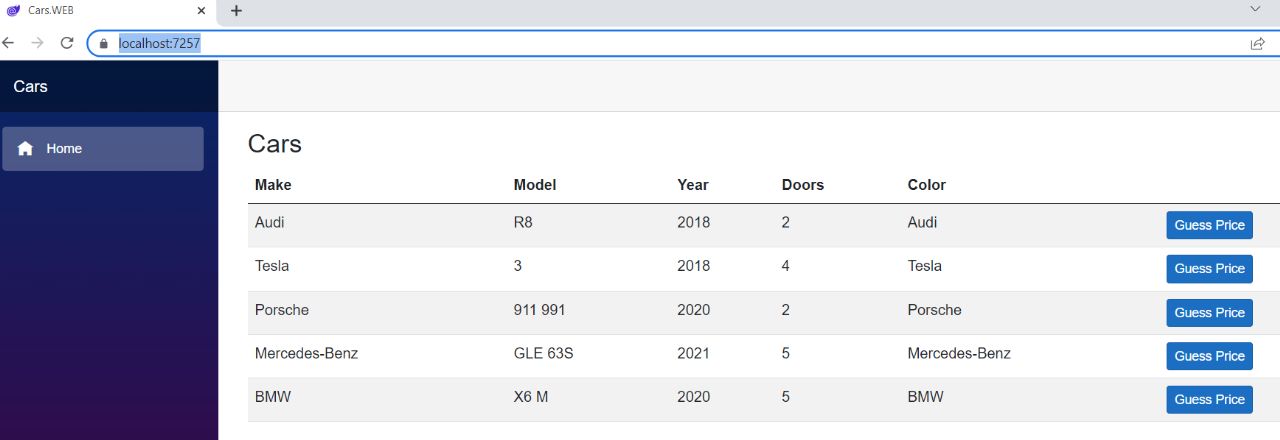 Cars.WEB
localhost:7257
Cars
Home
Cars
Make Model Year Doors Color
Audi R8 2018 2 Audi Guess Price
Tesla 3 2018 4 Tesla Guess Price
Porsche 911 991 2020 2 Porsche Guess Price
Mercedes-Benz GLE 63S 2021 5 Mercedes-Benz Guess Price
BMW X6 M 2020 5 BMW Guess Price